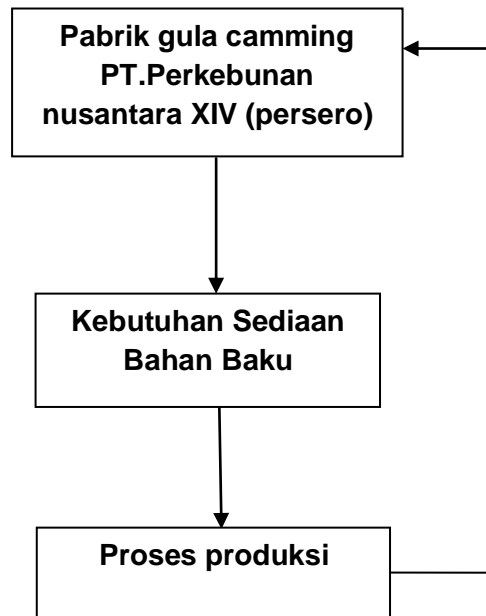 Pabrik gula camming
PT.Perkebunan
nusantara XIV (persero)
Kebutuhan Sediaan
Bahan Baku
Proses produksi